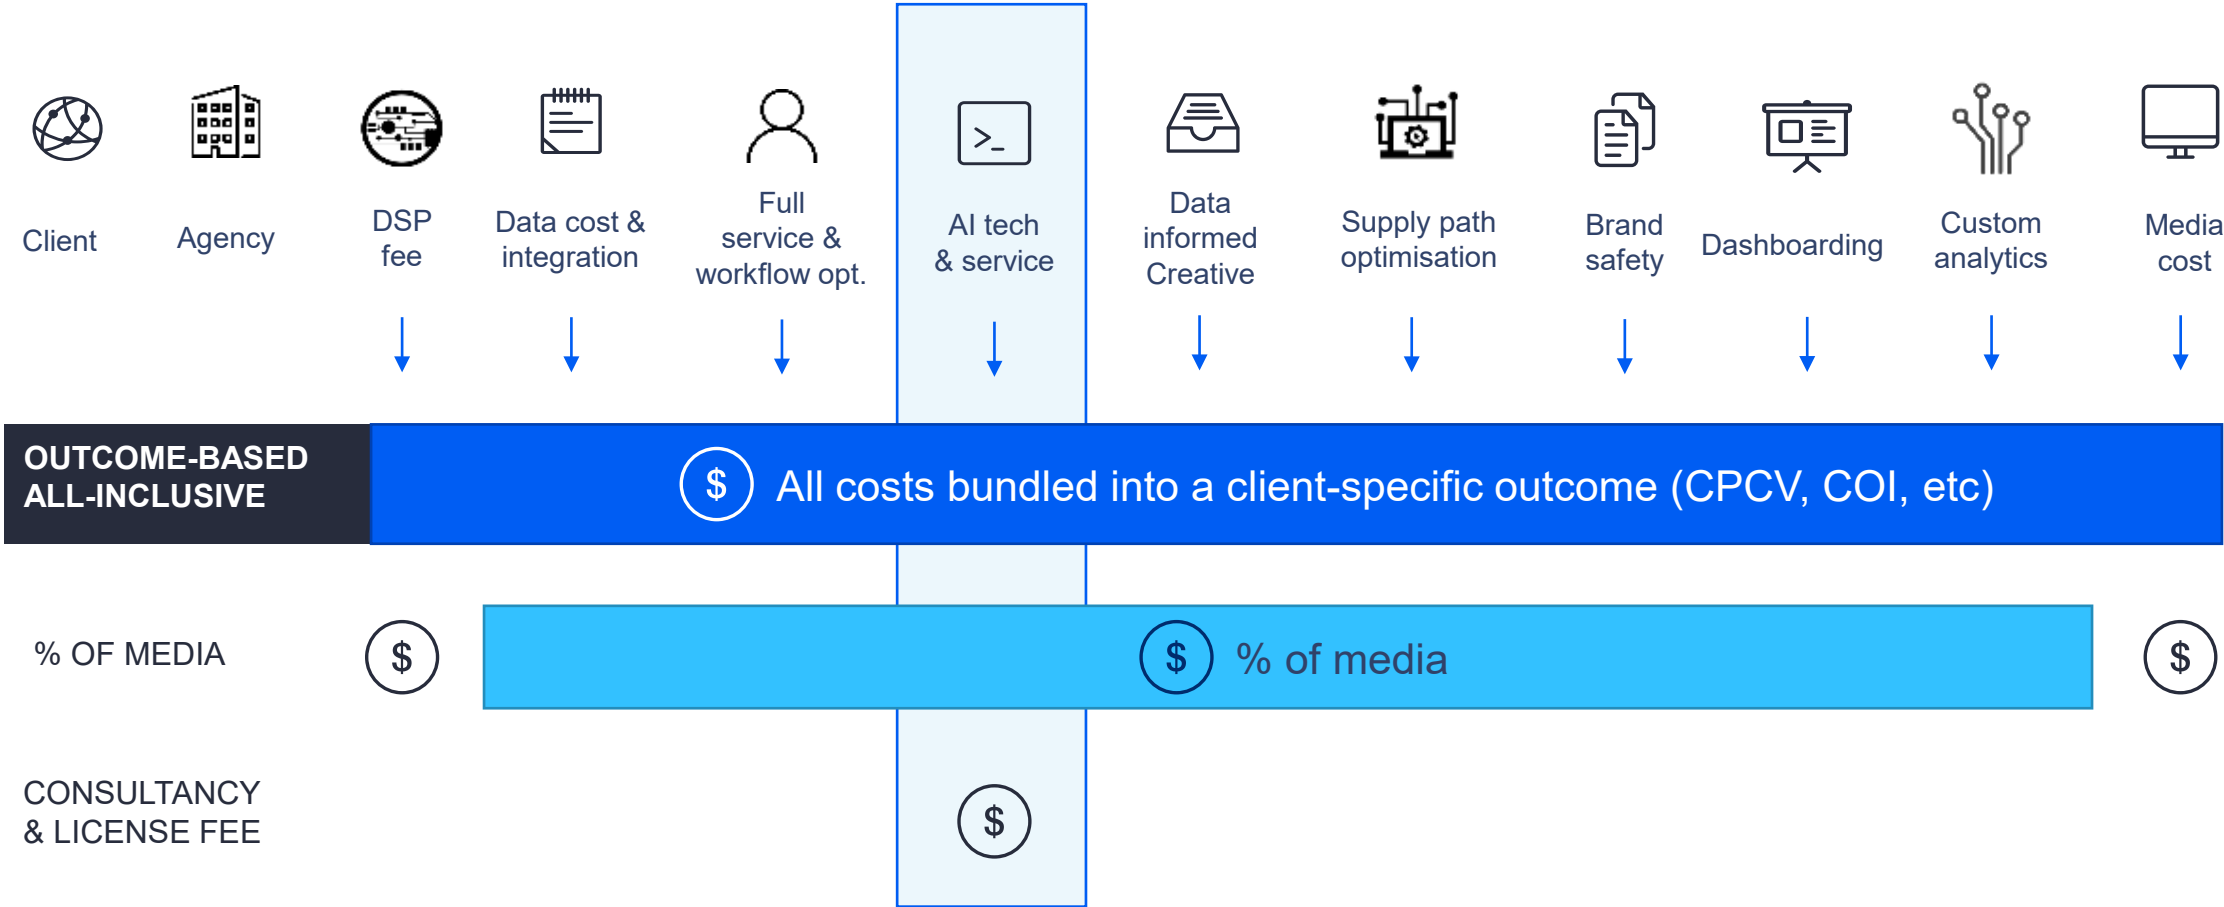 Client
Agency
DSP
fee
Data cost &
integration
Full
service &
workflow opt.
AI tech
& service
Data
informed
Creative
Supply path
optimisation
Brand
safety
Dashboarding
Custom
analytics
Media
cost
OUTCOME-BASED
ALL-INCLUSIVE
$ All costs bundled into a client-specific outcome (CPCV, COI, etc)
% OF MEDIA
$
$ % of media
$
CONSULTANCY
& LICENSE FEE
$